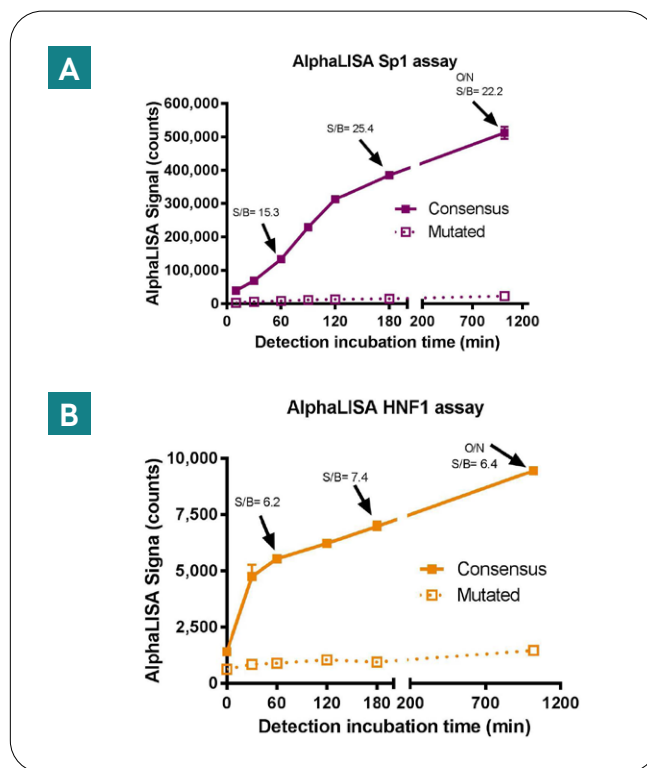 A
AlphaLISA Sp1 assay
O/N
S/B= 22.2
S/B= 25.4
S/B= 15.3
600,000
500,000
400,000
300,000
200,000
100,000
0
AlphaLISA Signal (counts)
Consensus
Mutated
0 60 120 180 200 700 1200
Detection incubation time (min)
B
AlphaLISA HNF1 assay
O/N
S/B= 6.4
S/B= 7.4
S/B= 6.2
10,000
7,500
5,000
2,500
0
AlphaLISA Signa (counts)
Consensus
Mutated
0 60 120 180 200 700 1200
Detection incubation time (min)